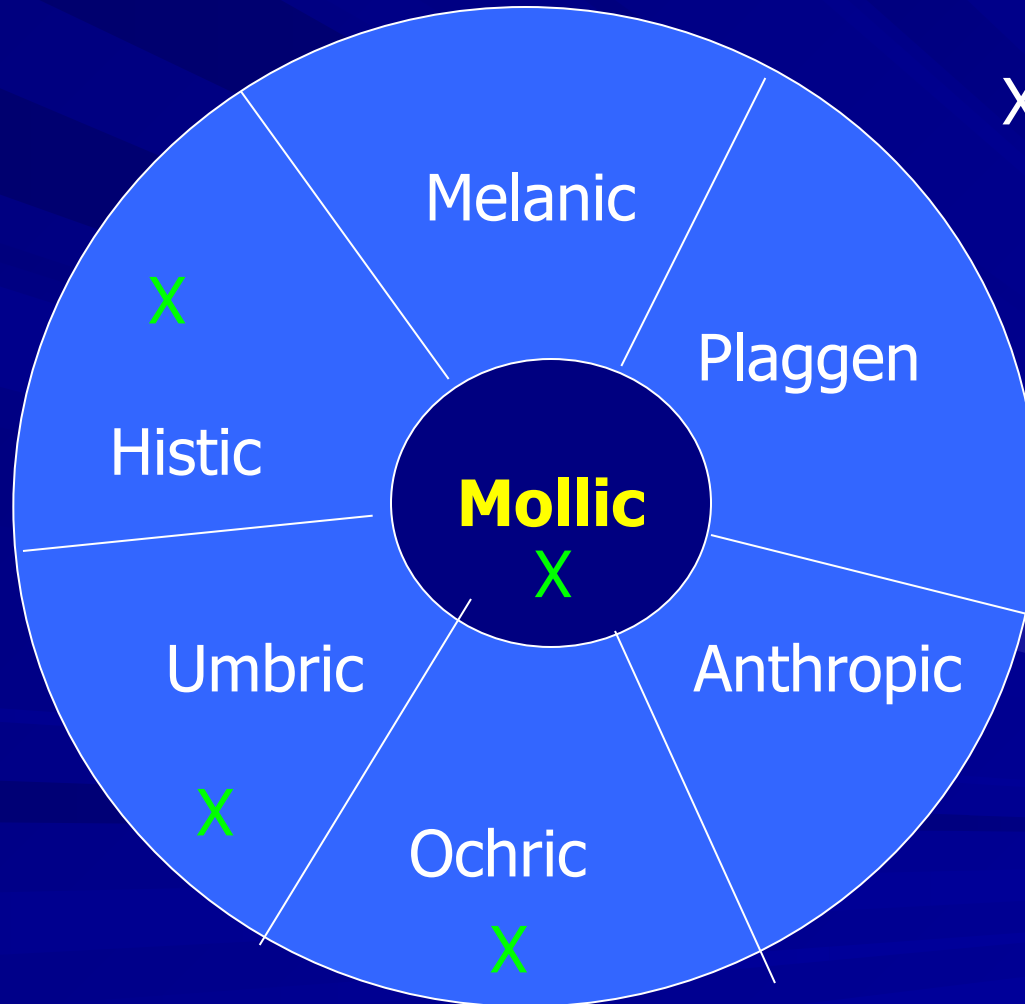 X
Melanic
X
Plaggen
Histic
Mollic
X
Umbric
Anthropic
X
Ochric
X